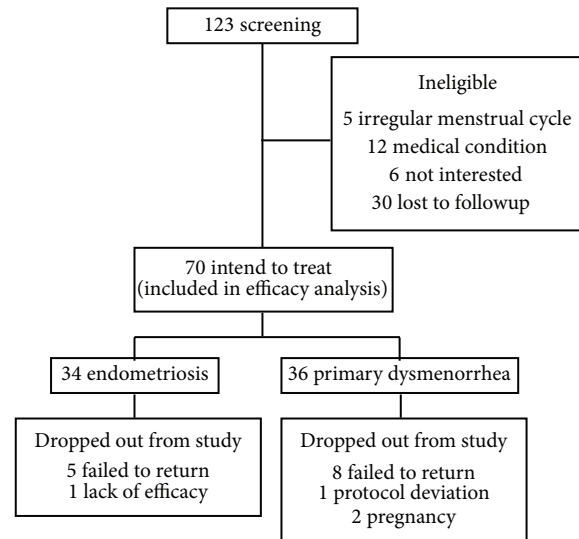 123 screening
Ineligible
5 irregular menstrual cycle
12 medical condition
6 not interested
30 lost to followup
70 intend to treat
(included in efficacy analysis)
34 endometriosis
36 primary dysmenorrhea
Dropped out from study
5 failed to return
1 lack of efficacy
Dropped out from study
8 failed to return
1 protocol deviation
2 pregnancy